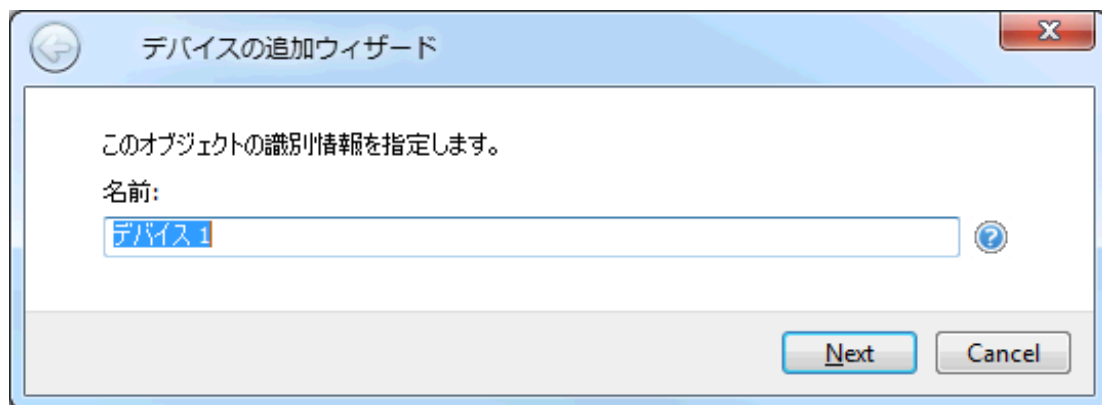 デバイスの追加ウィザード
このオブジェクトの識別情報を指定します。
名前:
デバイス 1
Next
Cancel